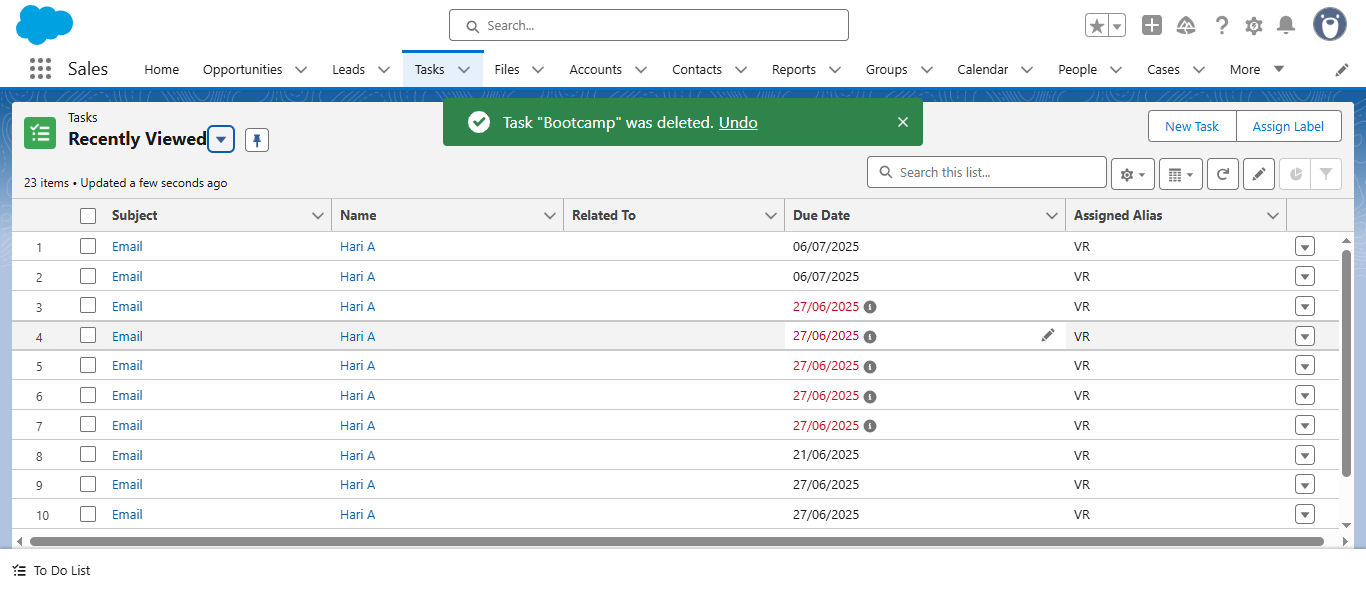 Search...
Sales
Home
Opportunities
Leads
Tasks
Files
Accounts
Contacts
Reports
Groups
Calendar
People
Cases
More
Tasks
Recently Viewed
Task "Bootcamp" was deleted. Undo
New Task
Assign Label
23 items • Updated a few seconds ago
Search this list...
Subject Name Related To Due Date Assigned Alias
1 Email Hari A 06/07/2025 VR
2 Email Hari A 06/07/2025 VR
3 Email Hari A 27/06/2025 VR
4 Email Hari A 27/06/2025 VR
5 Email Hari A 27/06/2025 VR
6 Email Hari A 27/06/2025 VR
7 Email Hari A 27/06/2025 VR
8 Email Hari A 21/06/2025 VR
9 Email Hari A 27/06/2025 VR
10 Email Hari A 27/06/2025 VR
To Do List